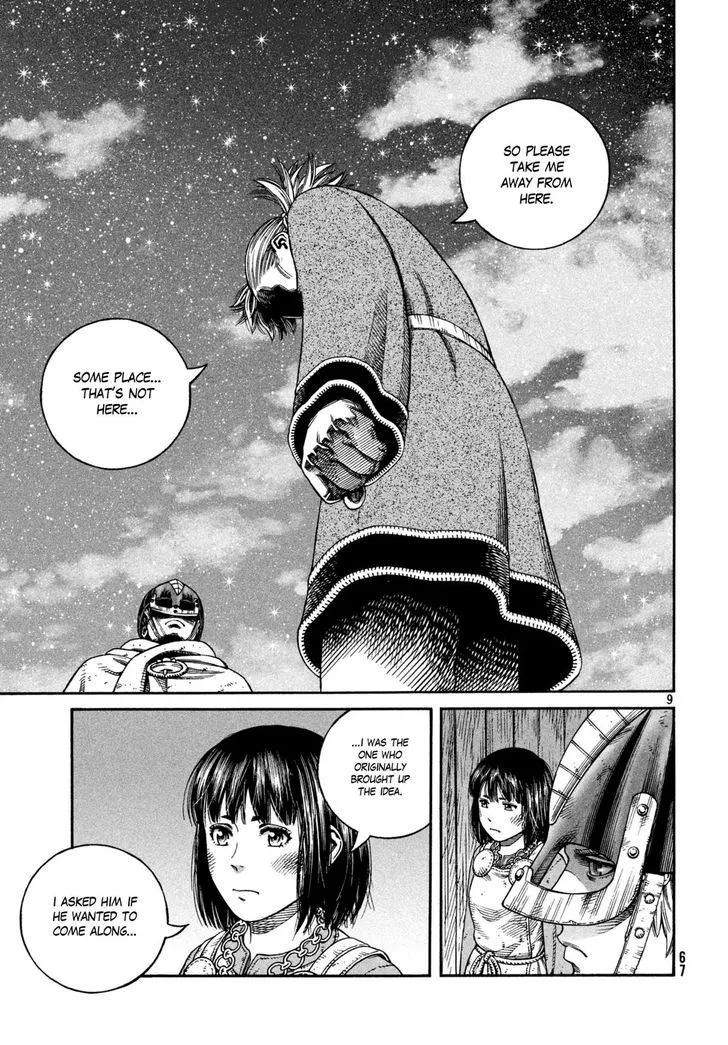 SO PLEASE
TAKE ME
AWAY FROM
HERE.
SOME PLACE...
THAT'S NOT
HERE...
9
...I WAS THE
ONE WHO
ORIGINALLY
BROUGHT UP
THE IDEA.
I ASKED HIM IF
HE WANTED TO
COME ALONG...
67